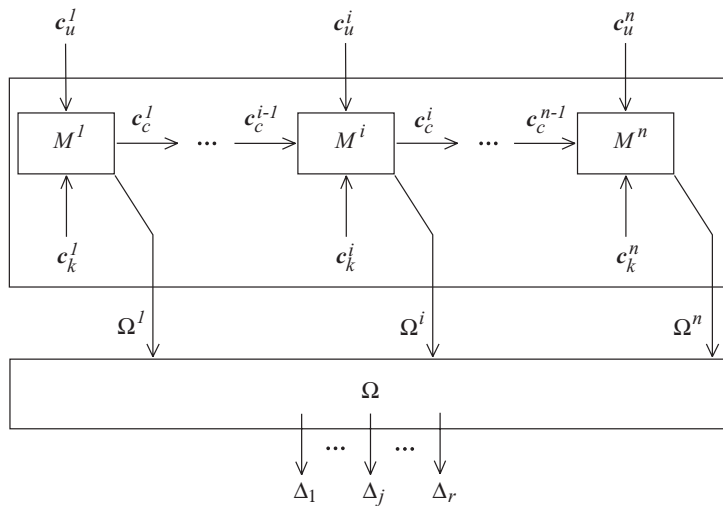 c_u^1 c_u^i c_u^n
M^1 c_c^1 ... c_c^{i-1} M^i c_c^i ... c_c^{n-1} M^n
c_k^1 c_k^i c_k^n
Ω^1 Ω^i Ω^n
Ω
... ...
Δ_1 Δ_j Δ_r